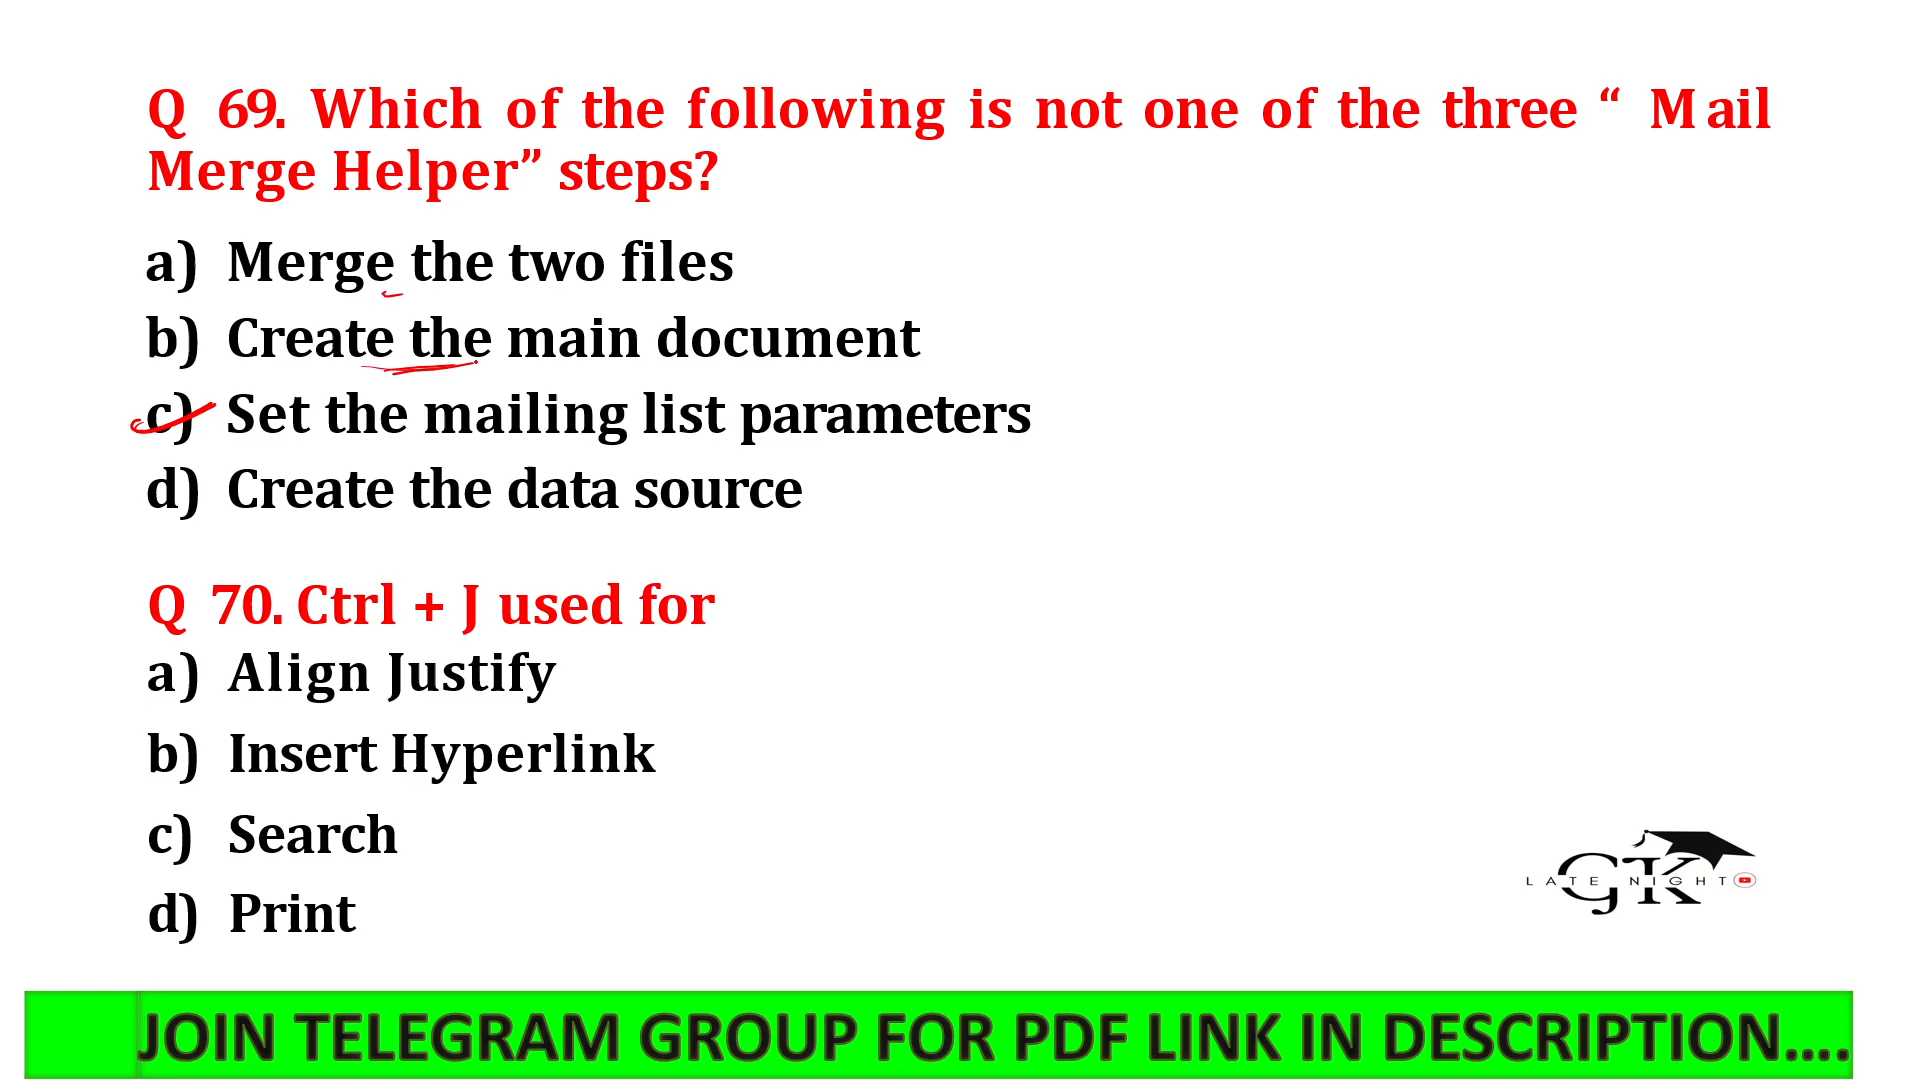 Q 69. Which of the following is not one of the three “ Mail
Merge Helper” steps?
a) Merge the two files
b) Create the main document
c) Set the mailing list parameters
d) Create the data source
Q 70. Ctrl + J used for
a) Align Justify
b) Insert Hyperlink
c) Search
d) Print
GK
LATE NIGHT
JOIN TELEGRAM GROUP FOR PDF LINK IN DESCRIPTION....